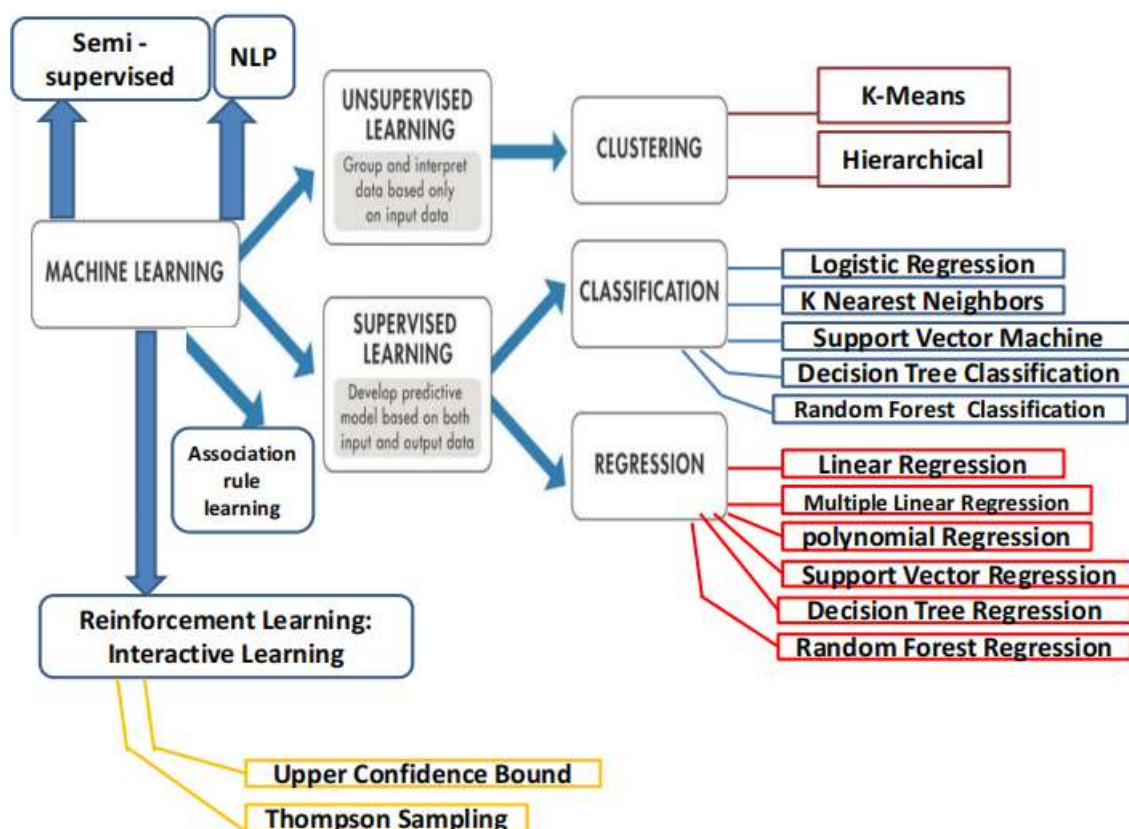 Semi -
supervised
NLP
UNSUPERVISED
LEARNING
Group and interpret
data based only
on input data
CLUSTERING
K-Means
Hierarchical
MACHINE LEARNING
SUPERVISED
LEARNING
Develop predictive
model based on both
input and output data
CLASSIFICATION
Logistic Regression
K Nearest Neighbors
Support Vector Machine
Decision Tree Classification
Random Forest Classification
Association
rule
learning
REGRESSION
Linear Regression
Multiple Linear Regression
polynomial Regression
Support Vector Regression
Decision Tree Regression
Random Forest Regression
Reinforcement Learning:
Interactive Learning
Upper Confidence Bound
Thompson Sampling